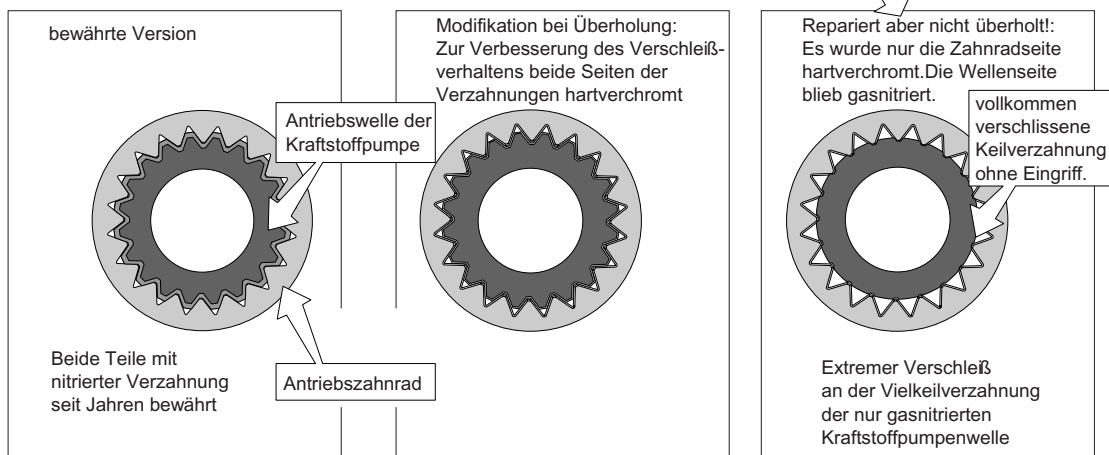 bewährte Version
Antriebswelle der
Kraftstoffpumpe
Beide Teile mit
nitrierter Verzahnung
seit Jahren bewährt
Antriebszahnrad
Modifikation bei Überholung:
Zur Verbesserung des Verschleiß-
verhaltens beide Seiten der
Verzahnungen hartverchromt
Repariert aber nicht überholt!:
Es wurde nur die Zahnradseite
hartverchromt.Die Wellenseite
blieb gasnitriert.
vollkommen
verschlissene
Keilverzahnung
ohne Eingriff.
Extremer Verschleiß
an der Vielkeilverzahnung
der nur gasnitrierten
Kraftstoffpumpenwelle